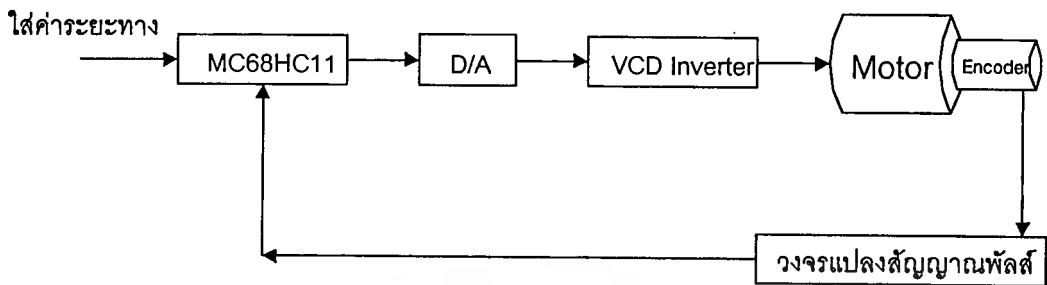 ใส่ค่าระยะทาง
MC68HC11
D/A
VCD Inverter
Motor
Encoder
วงจรแปลงสัญญาณพัลส์